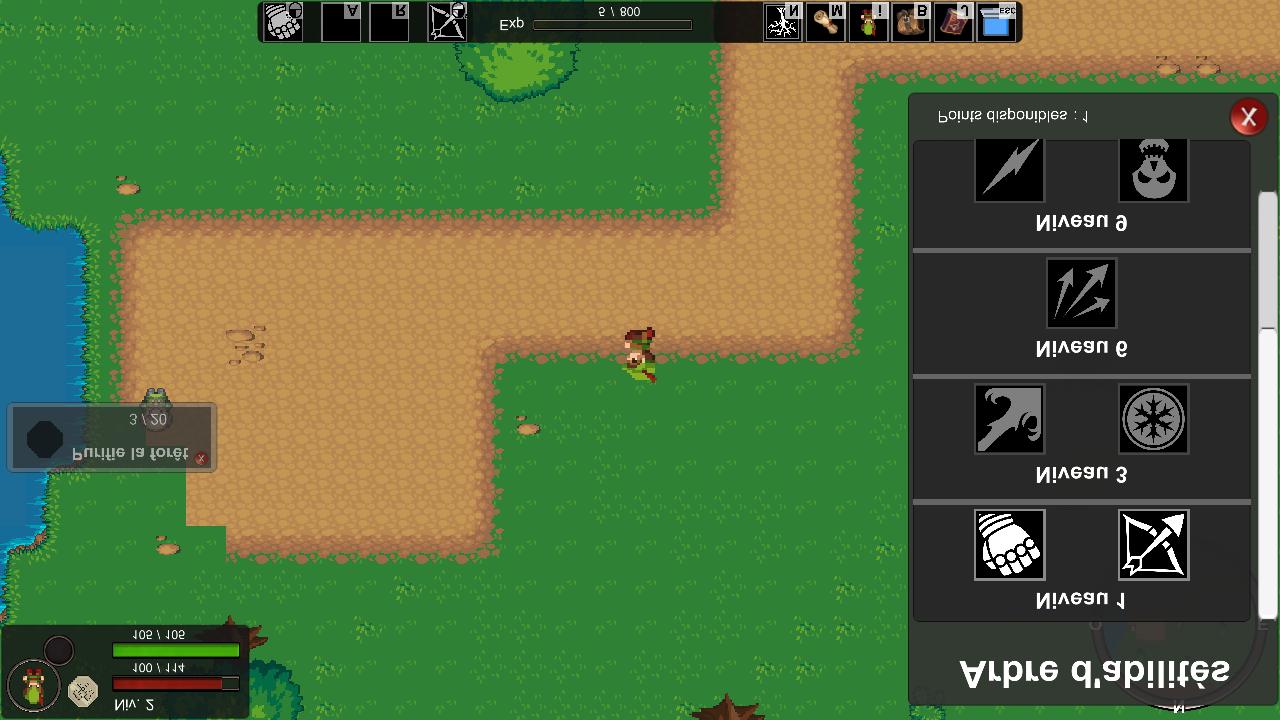 Niv. 2
100 / 114
105 / 105
N
Arbre d'abilités
Niveau 1
Niveau 3
Niveau 6
Niveau 9
Points disponibles : 1
X
Purifie la forêt
X
3 / 20
A
R
Exp
5 / 800
N
M
I
B
J
esc